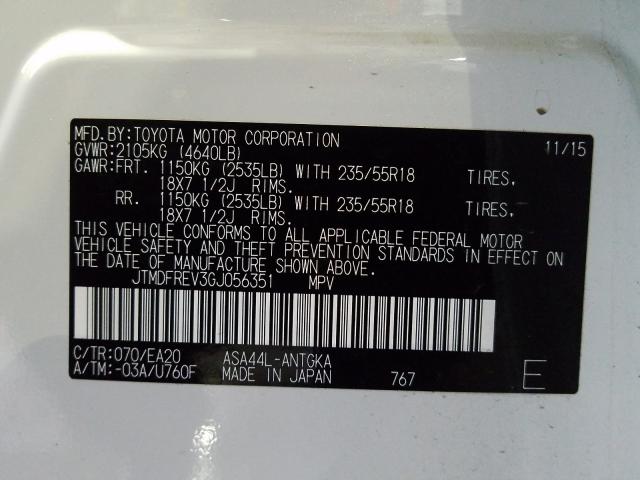 MFD.BY:TOYOTA MOTOR CORPORATION 11/15
GVWR:2105KG (4640LB)
GAWR:FRT. 1150KG (2535LB) WITH 235/55R18 TIRES,
18X7 1/2J RIMS.
RR. 1150KG (2535LB) WITH 235/55R18 TIRES,
18X7 1/2J RIMS.
THIS VEHICLE CONFORMS TO ALL APPLICABLE FEDERAL MOTOR
VEHICLE SAFETY AND THEFT PREVENTION STANDARDS IN EFFECT ON
THE DATE OF MANUFACTURE SHOWN ABOVE.
JTMDFREV3GJ056351 MPV
C/TR:070/EA20 ASA44L-ANTGKA
A/TM:-03A/U760F MADE IN JAPAN 767 E